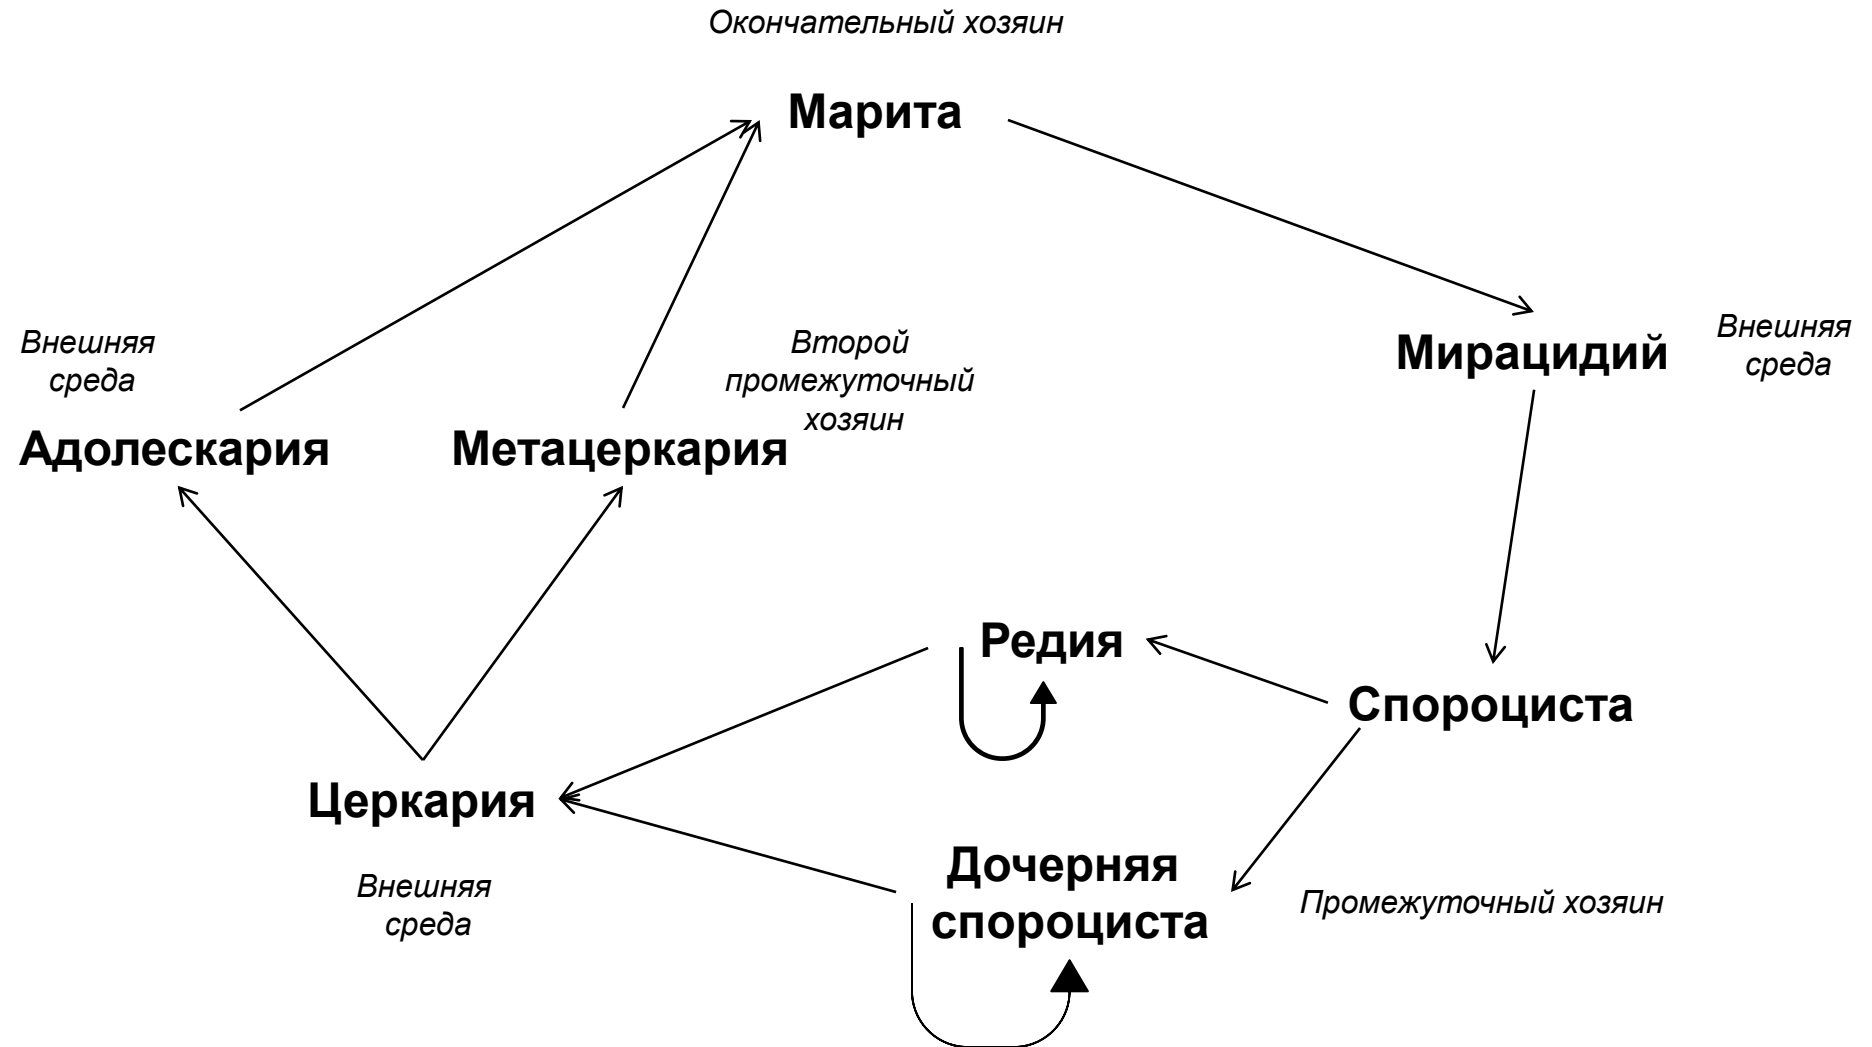 Окончательный хозяин
Марита
Внешняя
среда
Второй
промежуточный
хозяин
Мирацидий
Внешняя
среда
Адолескария
Метацеркария
Редия
Спороциста
Церкария
Внешняя
среда
Дочерняя
спороциста
Промежуточный хозяин